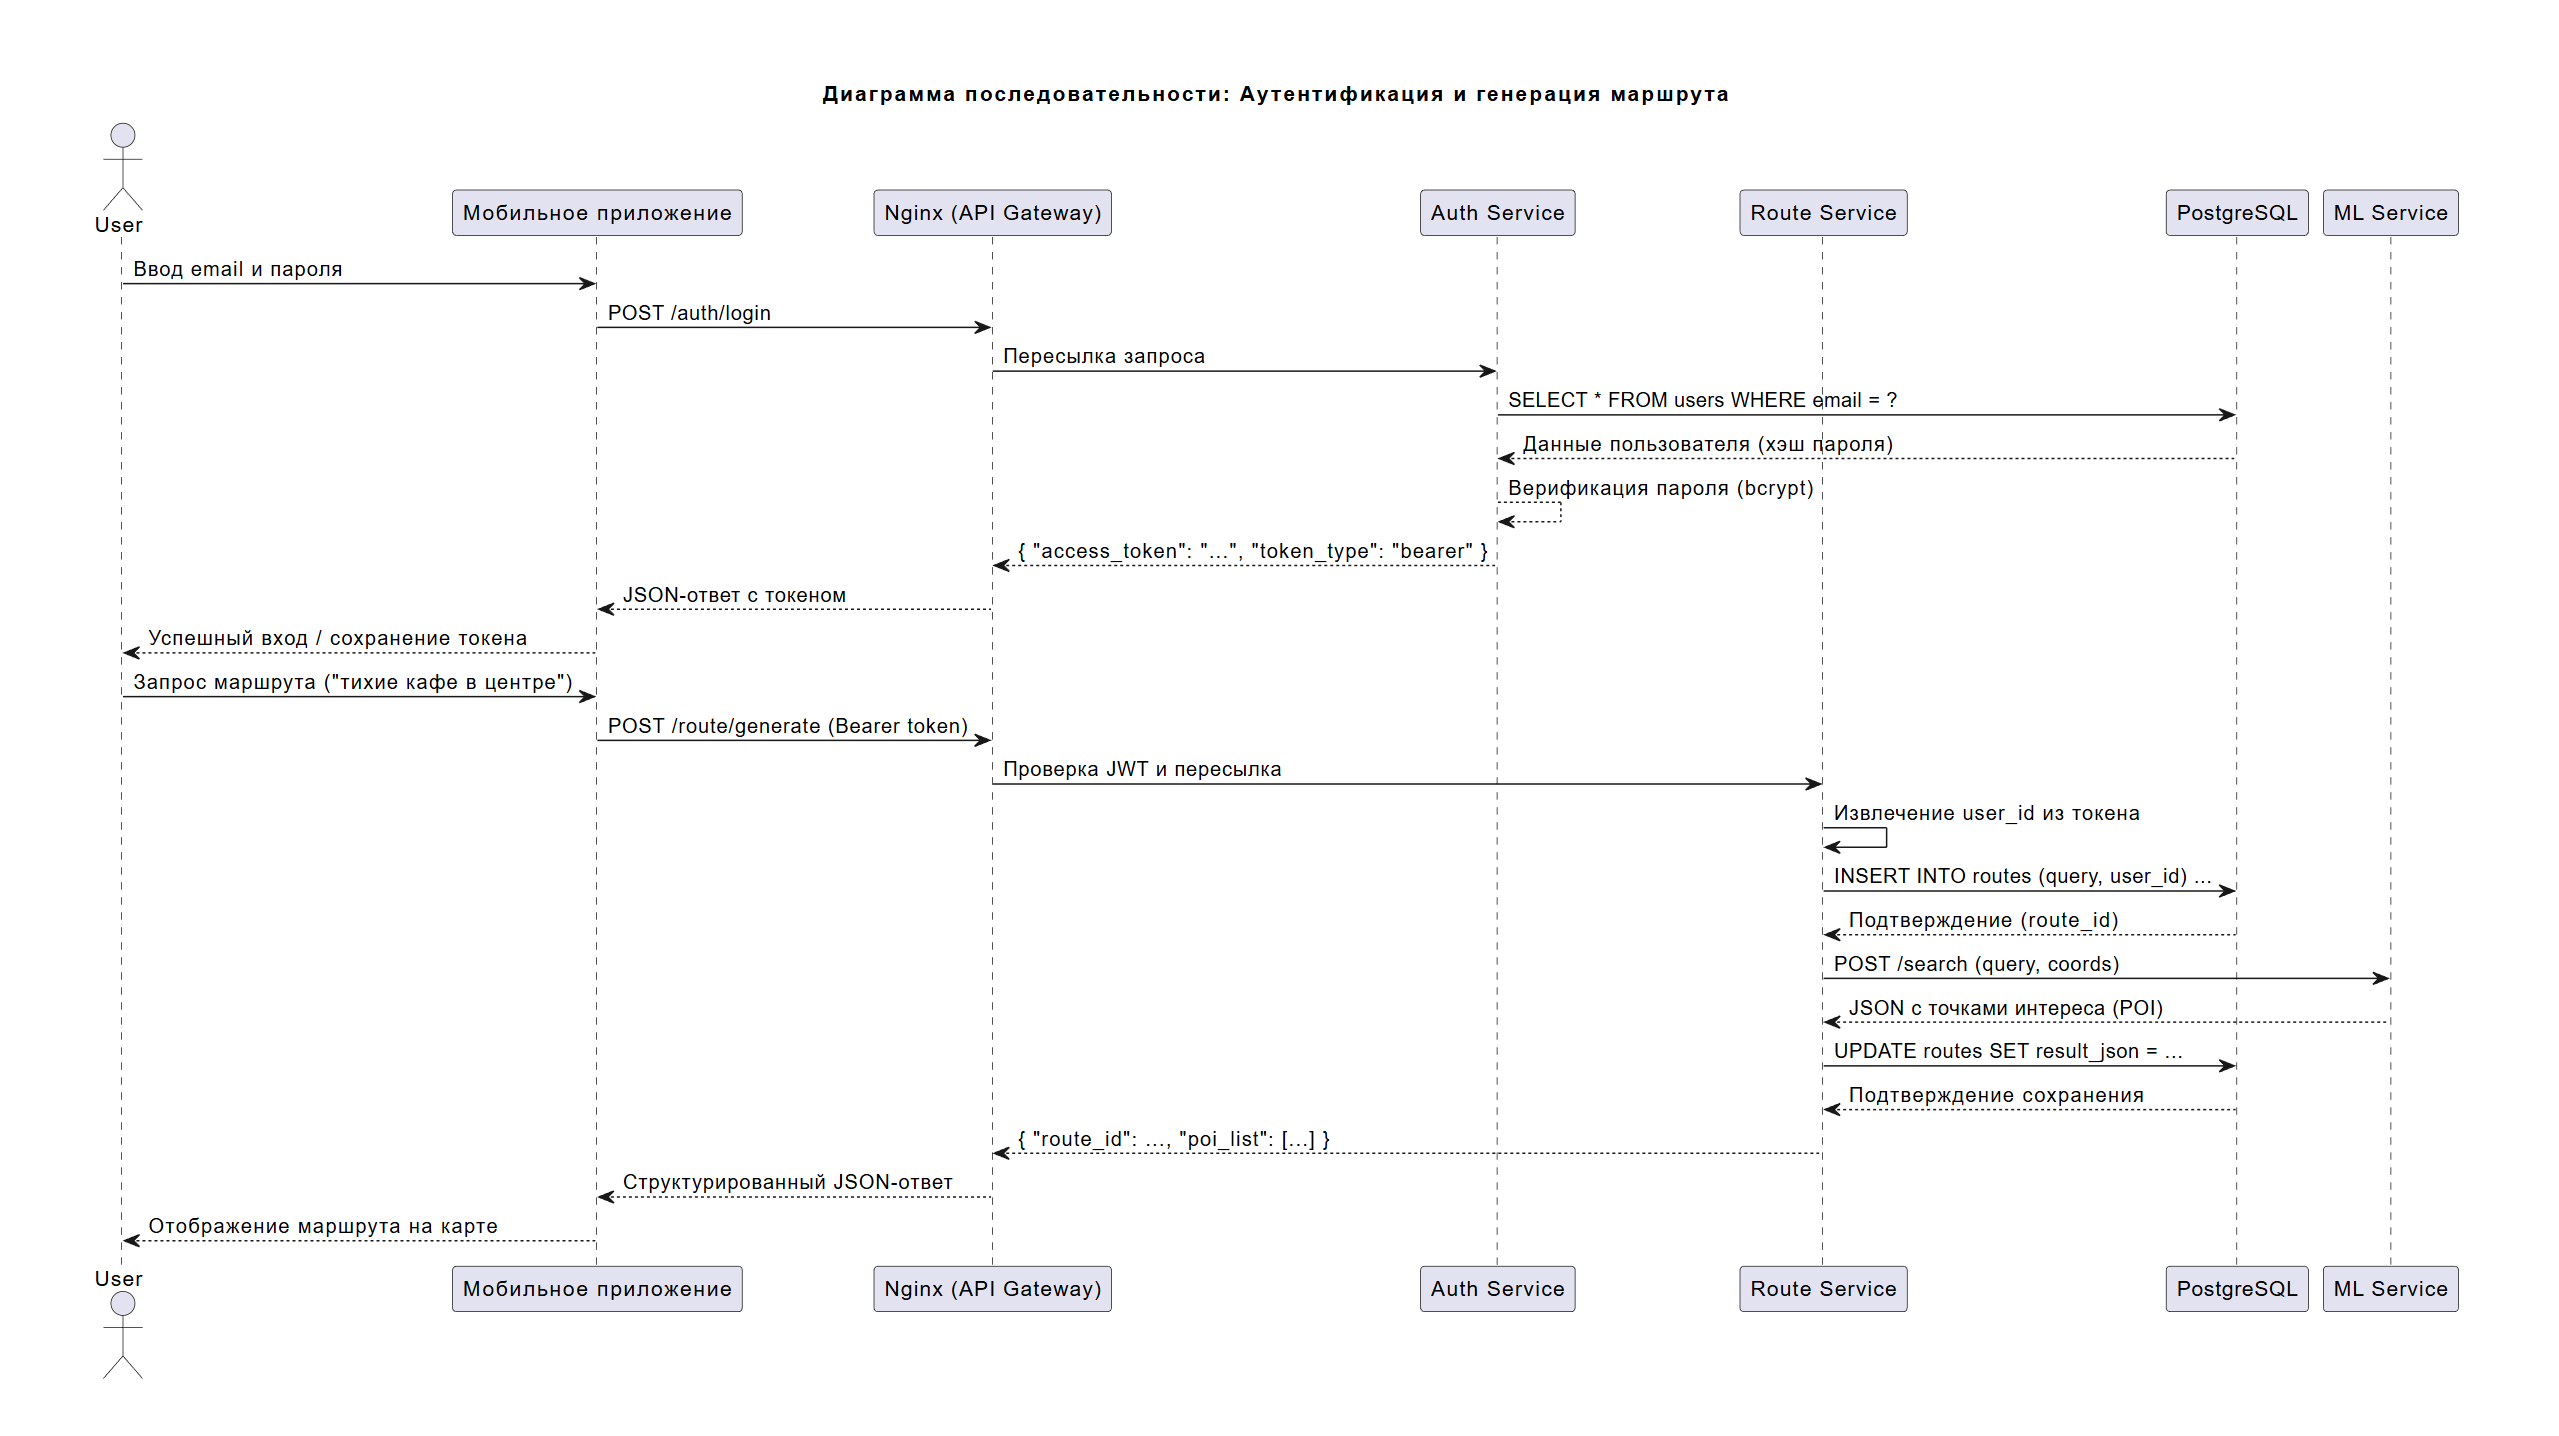 Диаграмма последовательности: Аутентификация и генерация маршрута
User
Мобильное приложение
Nginx (API Gateway)
Auth Service
Route Service
PostgreSQL
ML Service
Ввод email и пароля
POST /auth/login
Пересылка запроса
SELECT * FROM users WHERE email = ?
Данные пользователя (хэш пароля)
Верификация пароля (bcrypt)
{ "access_token": "...", "token_type": "bearer" }
JSON-ответ с токеном
Успешный вход / сохранение токена
Запрос маршрута ("тихие кафе в центре")
POST /route/generate (Bearer token)
Проверка JWT и пересылка
Извлечение user_id из токена
INSERT INTO routes (query, user_id) ...
Подтверждение (route_id)
POST /search (query, coords)
JSON с точками интереса (POI)
UPDATE routes SET result_json = ...
Подтверждение сохранения
{ "route_id": ..., "poi_list": [...] }
Структурированный JSON-ответ
Отображение маршрута на карте
User
Мобильное приложение
Nginx (API Gateway)
Auth Service
Route Service
PostgreSQL
ML Service